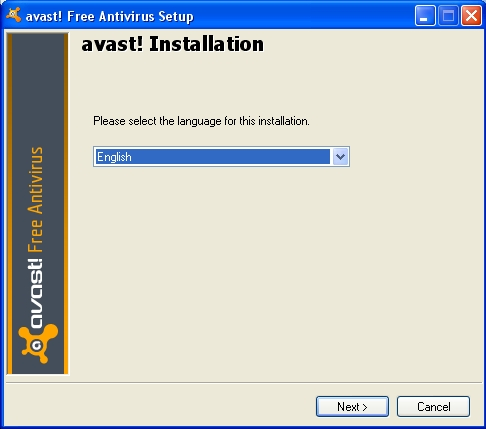 avast! Free Antivirus Setup
avast! Installation
avast! Free Antivirus
Please select the language for this installation.
English
Next >
Cancel